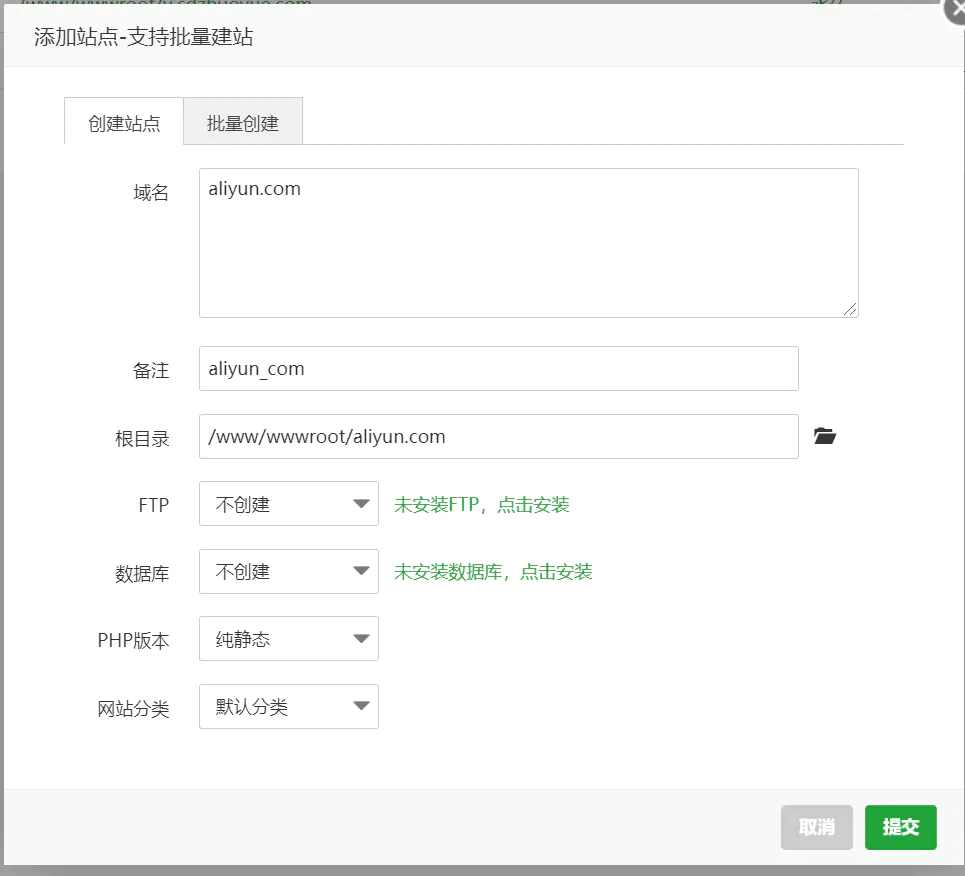 添加站点-支持批量建站
创建站点 批量创建
域名 aliyun.com
备注 aliyun_com
根目录 /www/wwwroot/aliyun.com
FTP 不创建 未安装FTP，点击安装
数据库 不创建 未安装数据库，点击安装
PHP版本 纯静态
网站分类 默认分类
取消 提交